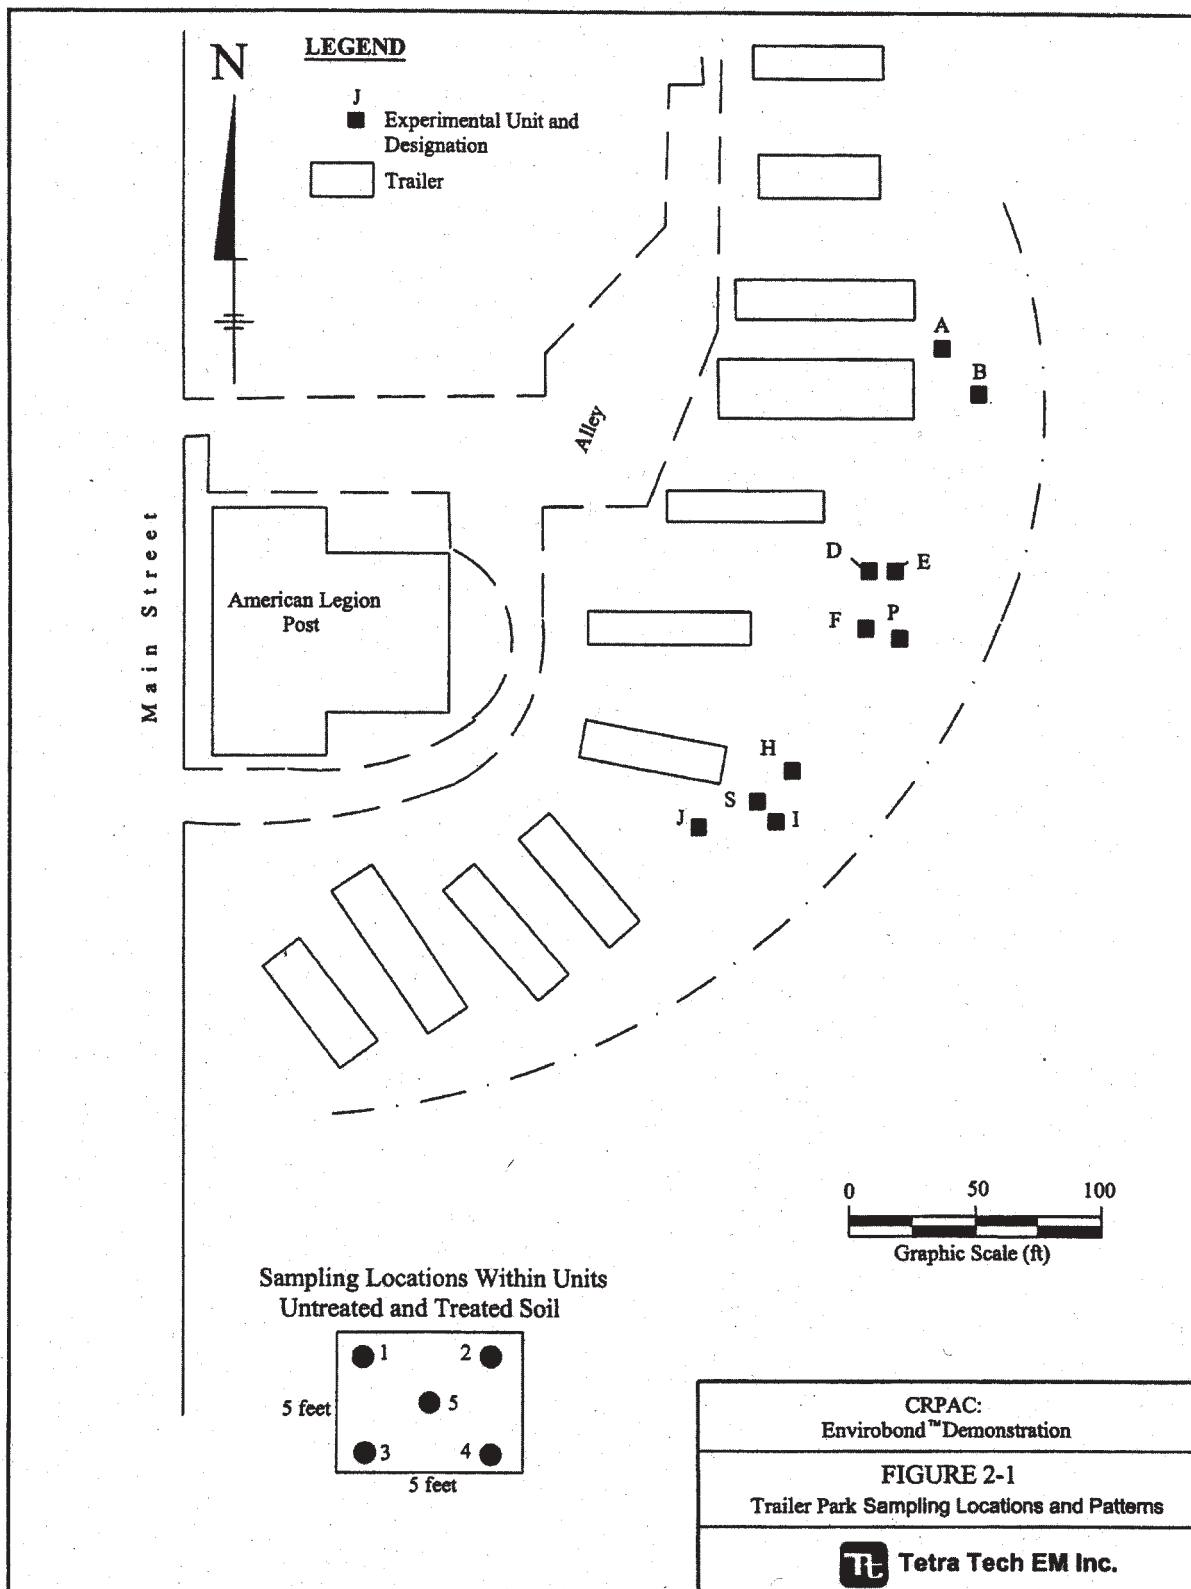 N
LEGEND
J
Experimental Unit and
Designation
Trailer
A
B
Alley
Main Street
D
E
American Legion
Post
F
P
H
S
J
I
0 50 100
Graphic Scale (ft)
Sampling Locations Within Units
Untreated and Treated Soil
1 2
5 feet
5
3 4
5 feet
CRPAC:
Envirobond™ Demonstration
FIGURE 2-1
Trailer Park Sampling Locations and Patterns
Tt Tetra Tech EM Inc.